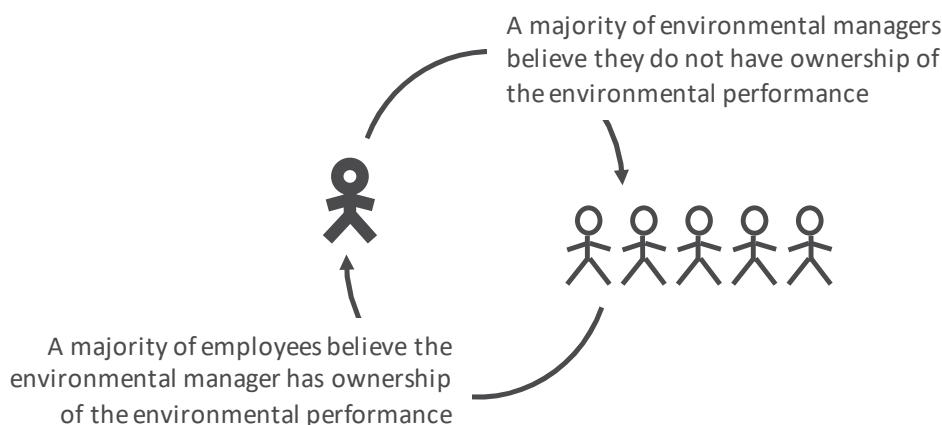 A majority of environmental managers
believe they do not have ownership of
the environmental performance
A majority of employees believe the
environmental manager has ownership
of the environmental performance